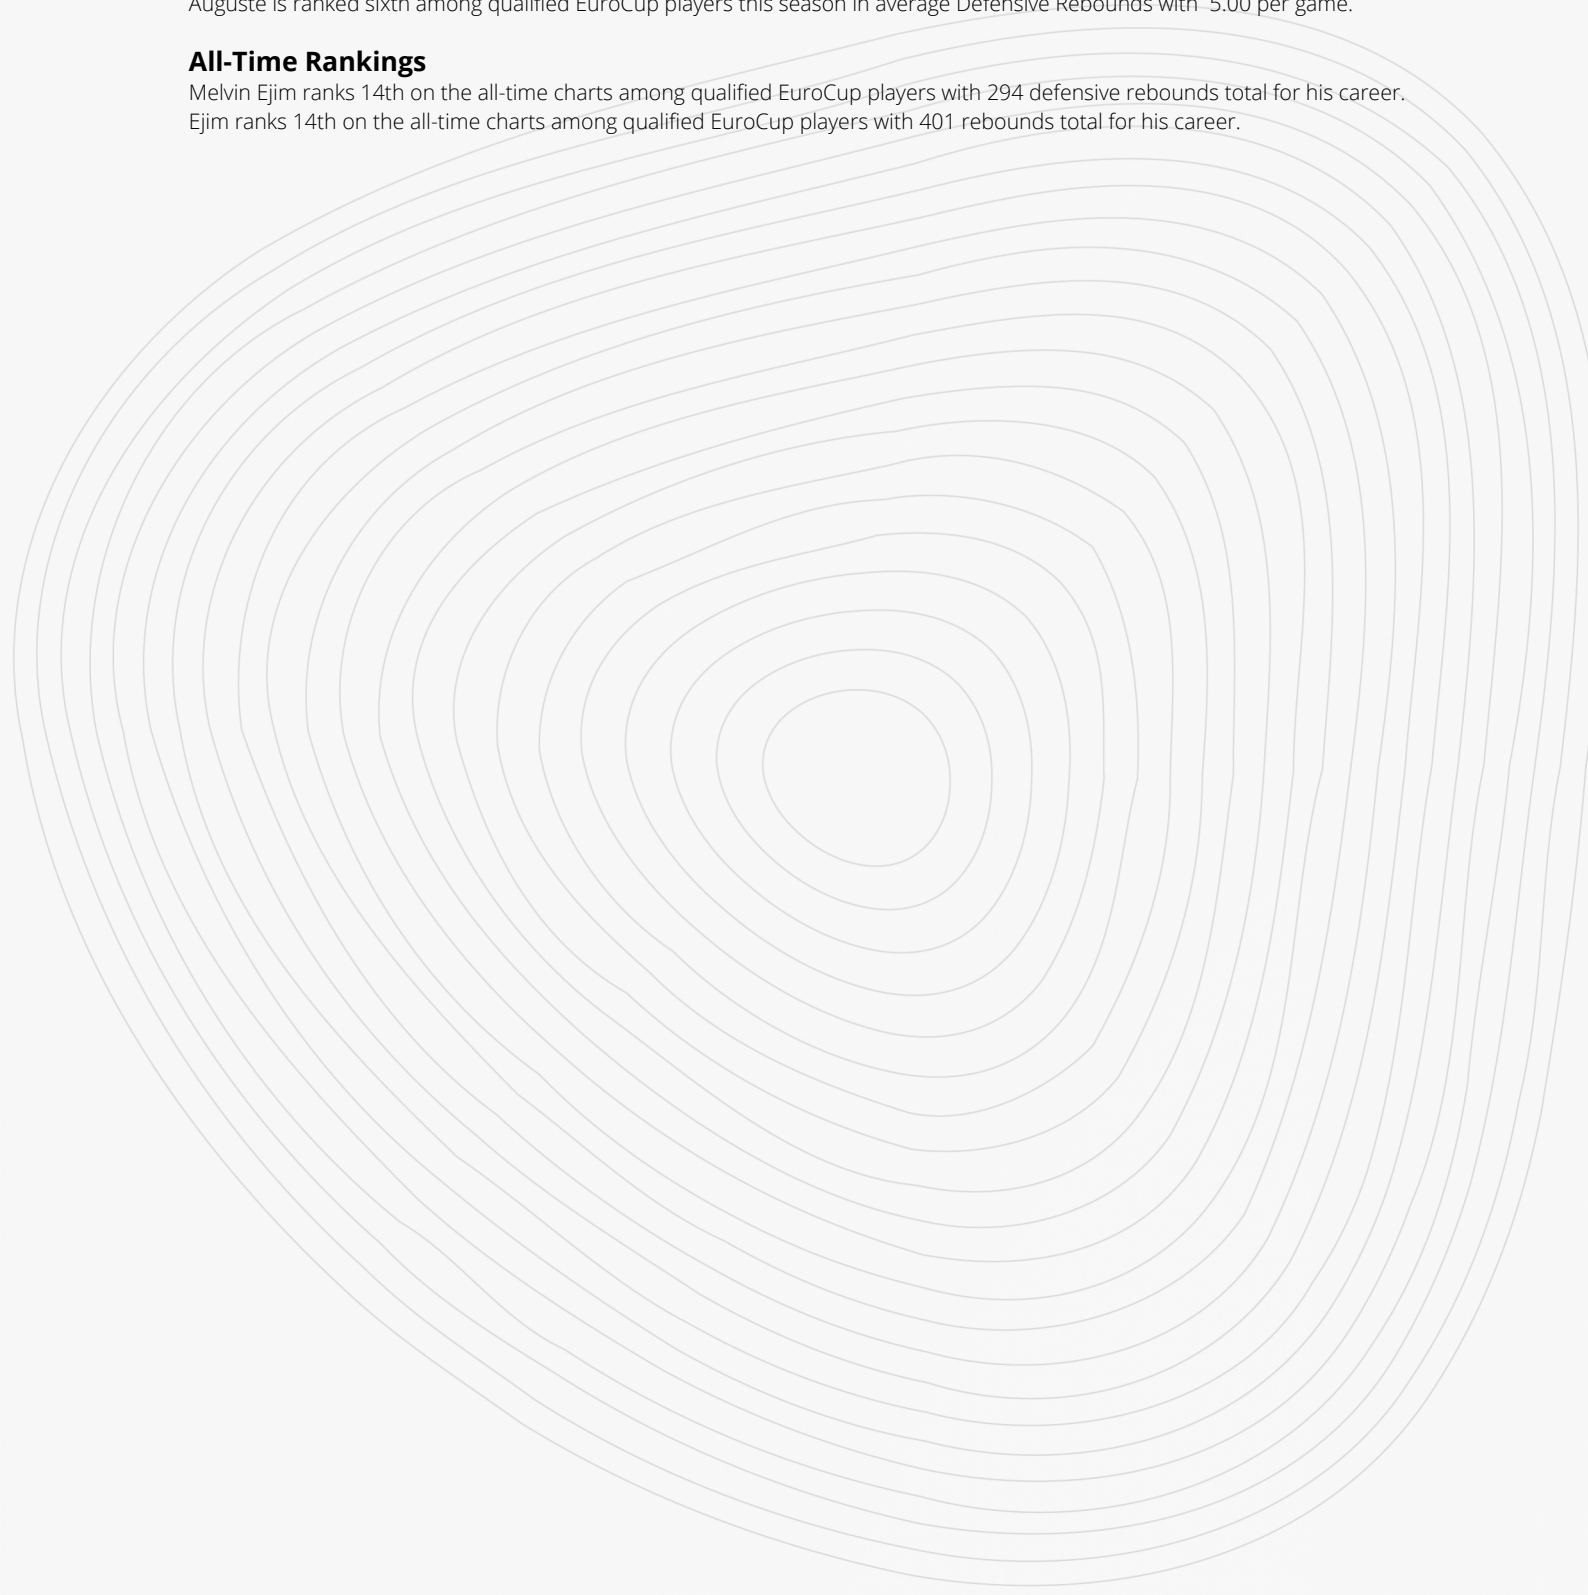 Auguste is ranked sixth among qualified EuroCup players this season in average Defensive Rebounds with 5.00 per game.
All-Time Rankings
Melvin Ejim ranks 14th on the all-time charts among qualified EuroCup players with 294 defensive rebounds total for his career.
Ejim ranks 14th on the all-time charts among qualified EuroCup players with 401 rebounds total for his career.